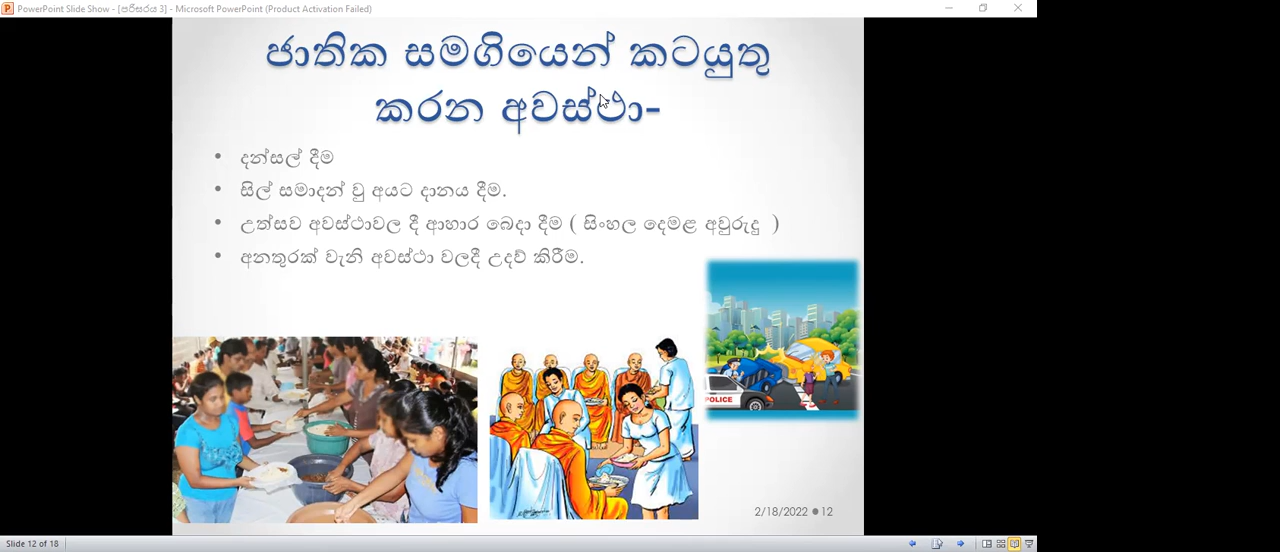 PowerPoint Slide Show - [පරිසරය 3] - Microsoft PowerPoint (Product Activation Failed)
ජාතික සමගියෙන් කටයුතු
කරන අවස්ථා-
• දන්සල් දීම
• සිල් සමාදන් වු අයට දානය දීම.
• උත්සව අවස්ථාවල දී ආහාර බෙදා දීම ( සිංහල දෙමළ අවුරුදු )
• අනතුරක් වැනි අවස්ථා වලදී උදව් කිරීම.
POLICE
2/18/2022 ●12
Slide 12 of 18